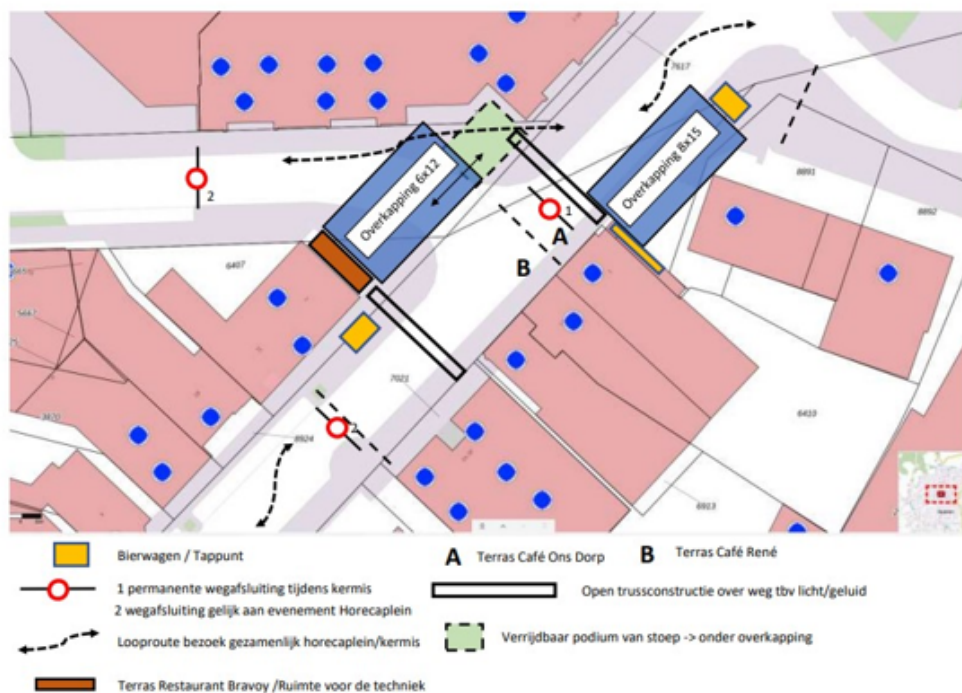 7617
Overkapping 6x12
Overkapping 8x15
2
1
A
B
8891
8892
6407
5667
7021
3870
8924
2
6410
6913
Bierwagen / Tappunt
A Terras Café Ons Dorp
B Terras Café René
1 permanente wegafsluiting tijdens kermis
2 wegafsluiting gelijk aan evenement Horecaplein
Open trussconstructie over weg tbv licht/geluid
Looproute bezoek gezamenlijk horecaplein/kermis
Verrijdbaar podium van stoep -> onder overkapping
Terras Restaurant Bravoy /Ruimte voor de techniek